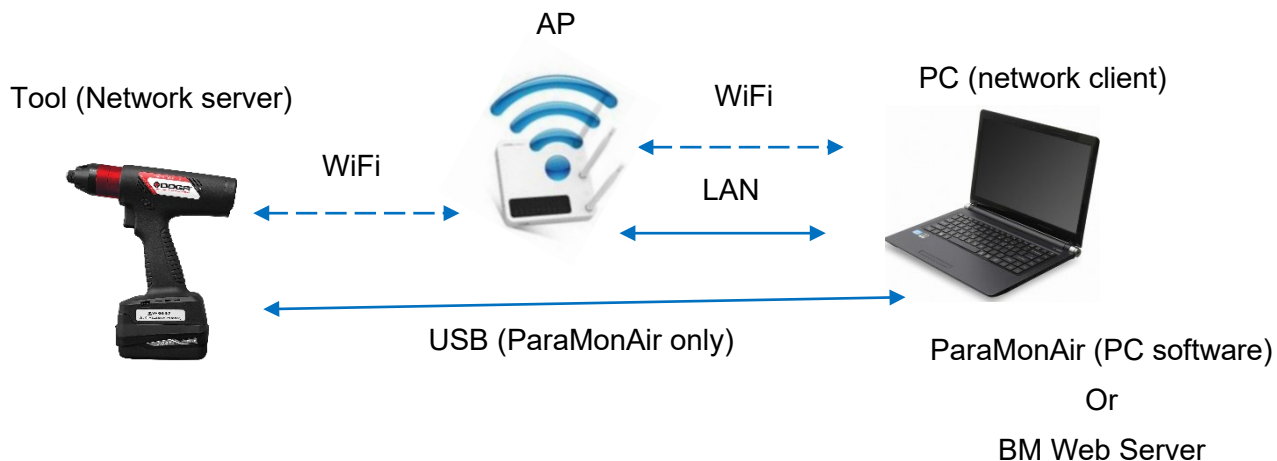 AP
Tool (Network server)
WiFi
PC (network client)
WiFi
LAN
DOGA
USB (ParaMonAir only)
ParaMonAir (PC software)
Or
BM Web Server